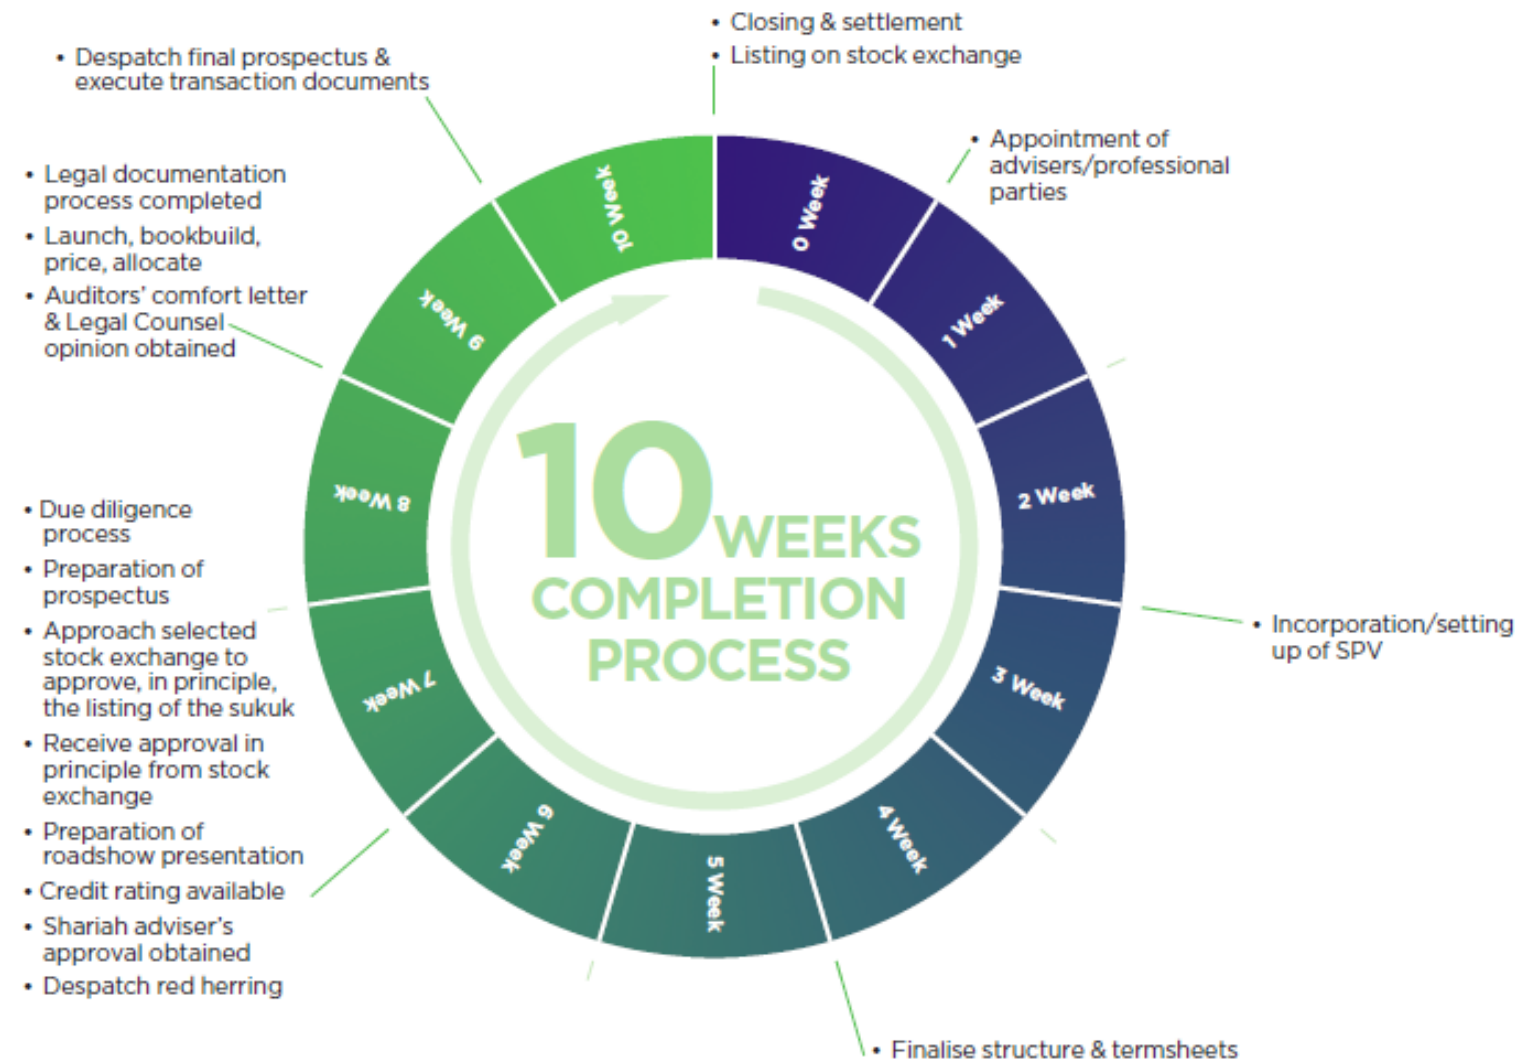 • Closing & settlement
• Listing on stock exchange
• Appointment of
advisers/professional
parties
• Incorporation/setting
up of SPV
• Finalise structure & termsheets
• Due diligence
process
• Preparation of
prospectus
• Approach selected
stock exchange to
approve, in principle,
the listing of the sukuk
• Receive approval in
principle from stock
exchange
• Preparation of
roadshow presentation
• Credit rating available
• Shariah adviser's
approval obtained
• Despatch red herring
• Legal documentation
process completed
• Launch, bookbuild,
price, allocate
• Auditors' comfort letter
& Legal Counsel
opinion obtained
• Despatch final prospectus &
execute transaction documents
0 Week
1 Week
2 Week
3 Week
4 Week
5 Week
6 Week
7 Week
8 Week
9 Week
10 Week
10 WEEKS
COMPLETION
PROCESS